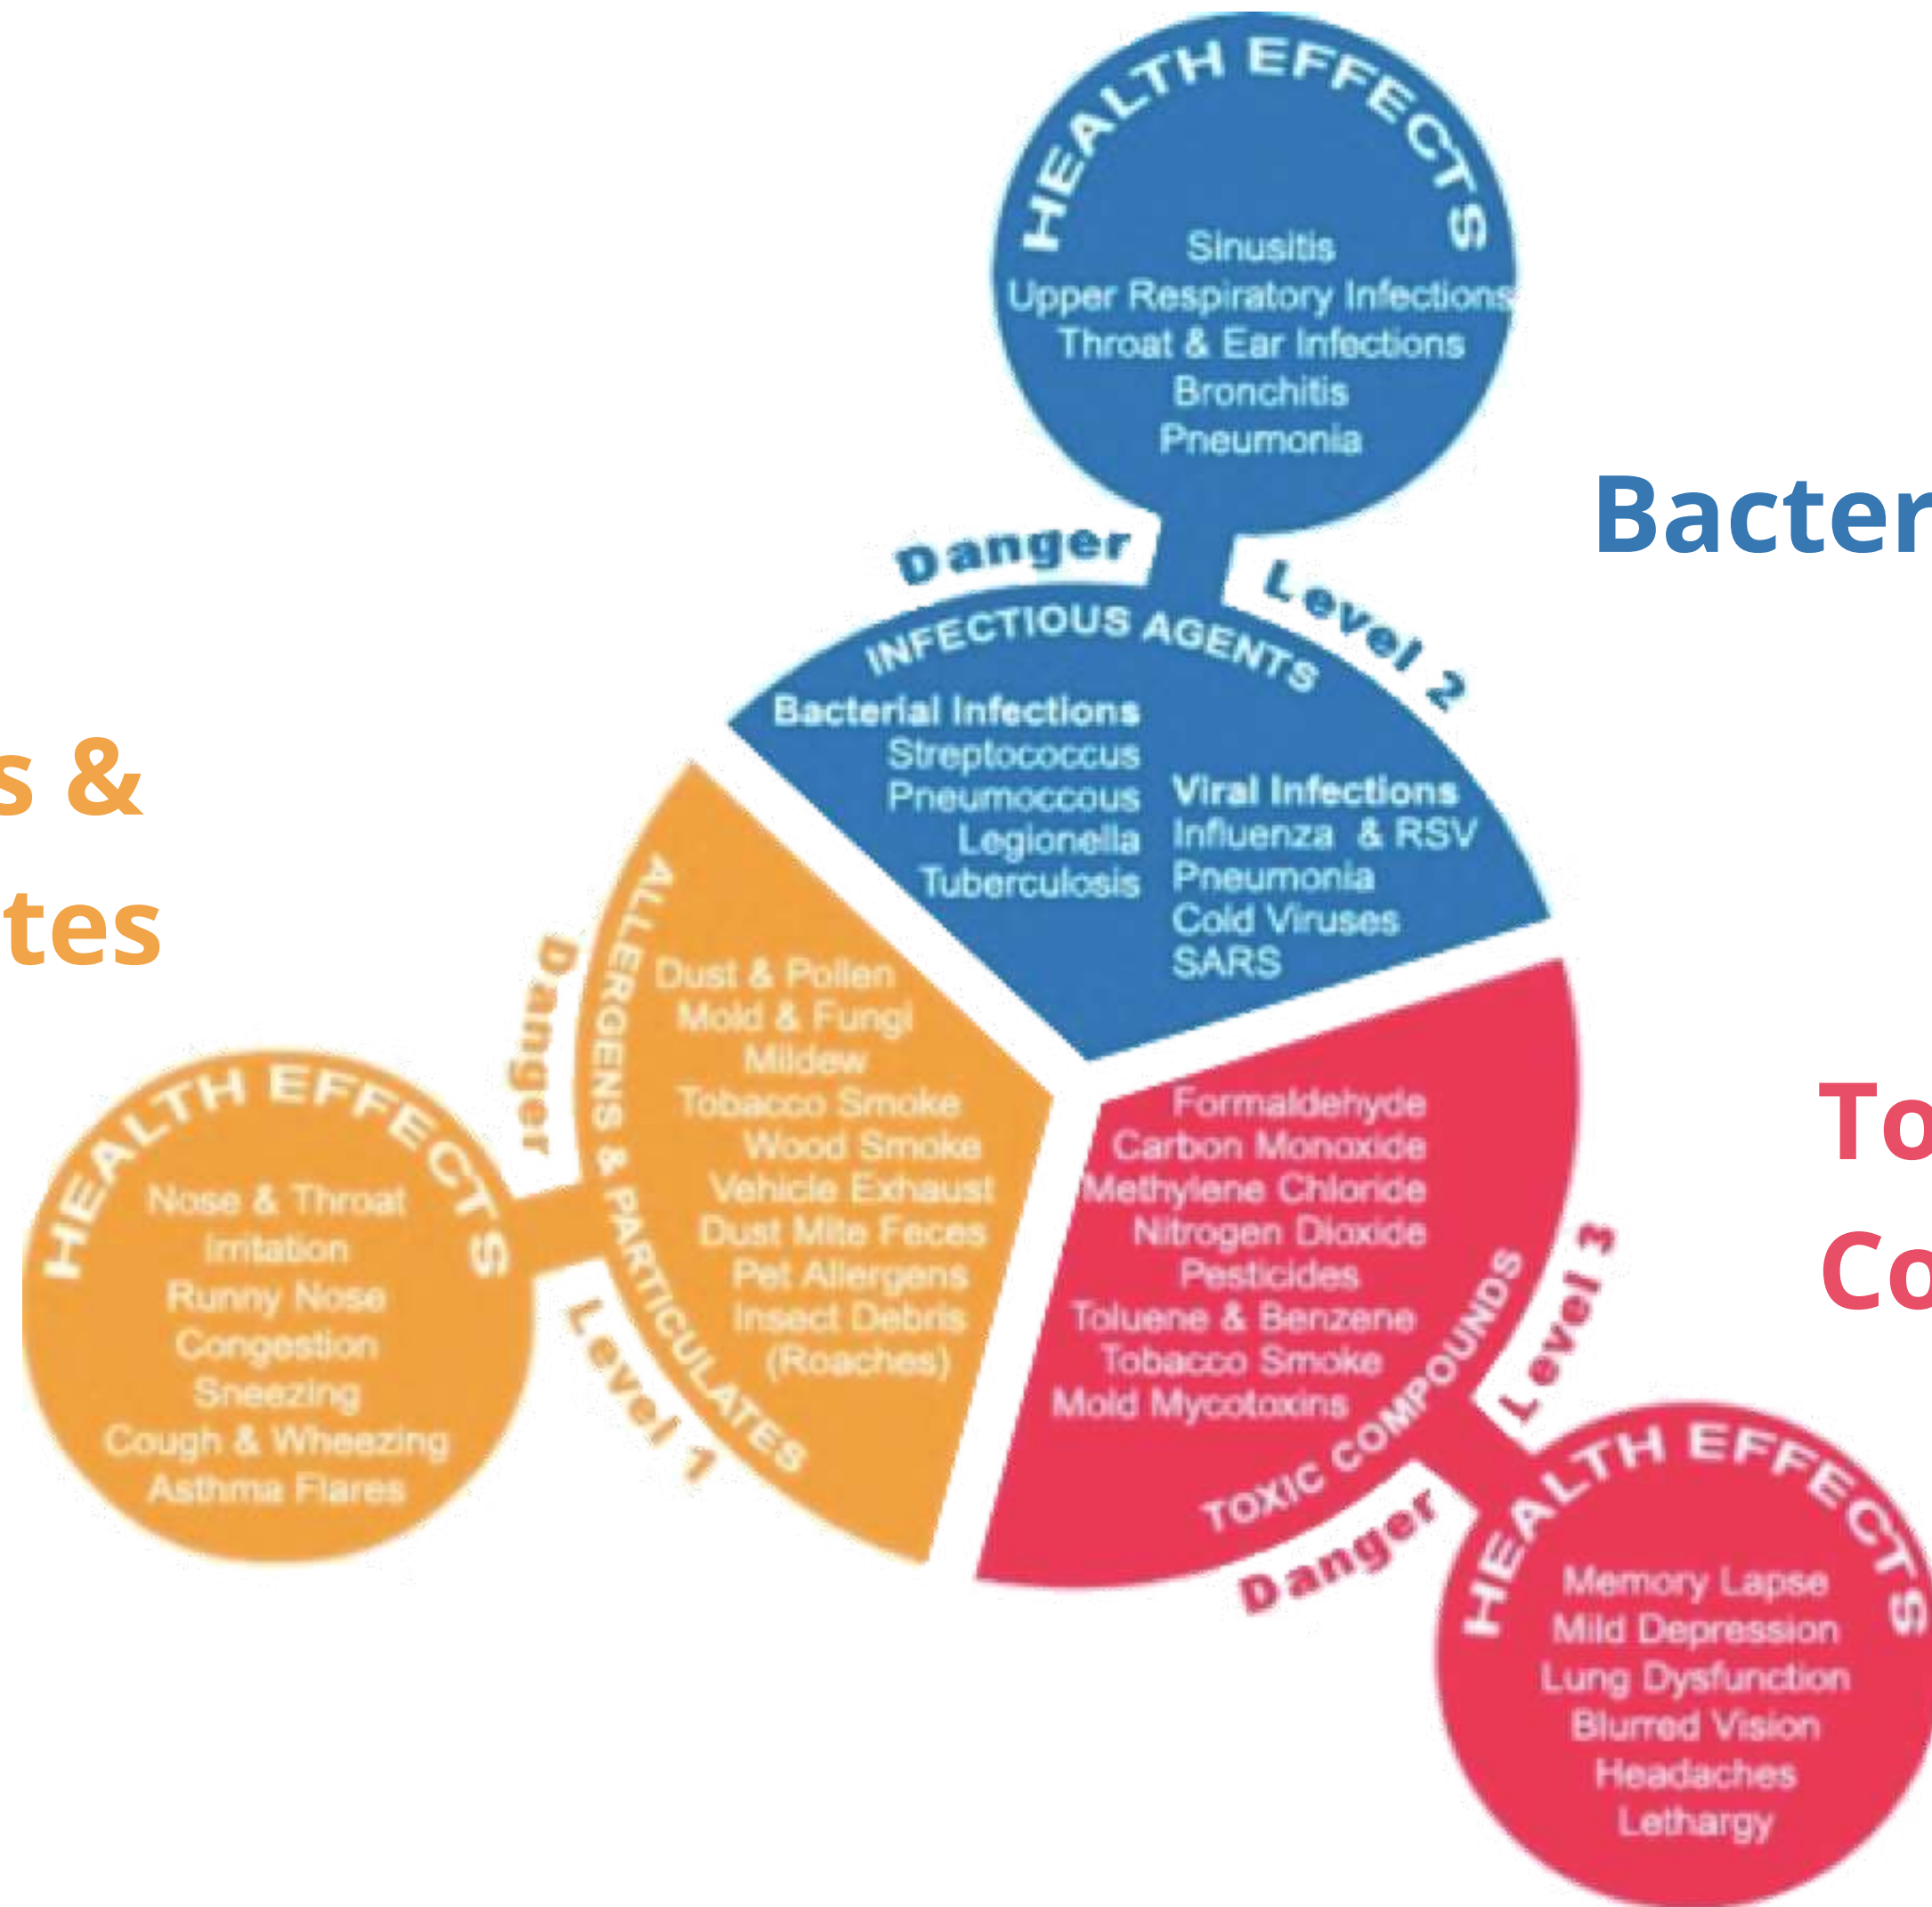 HEALTH EFFECTS
Sinusitis
Upper Respiratory Infections
Throat & Ear Infections
Bronchitis
Pneumonia
Danger Level 2
INFECTIOUS AGENTS
Bacterial Infections
Streptococcus
Pneumoccous
Legionella
Tuberculosis
Viral Infections
Influenza & RSV
Pneumonia
Cold Viruses
SARS
Bacter
s &
tes
Danger Level 1
ALLERGENS & PARTICULATES
Dust & Pollen
Mold & Fungi
Mildew
Tobacco Smoke
Wood Smoke
Vehicle Exhaust
Dust Mite Feces
Pet Allergens
Insect Debris
(Roaches)
HEALTH EFFECTS
Nose & Throat
Irritation
Runny Nose
Congestion
Sneezing
Cough & Wheezing
Asthma Flares
To
Co
Formaldehyde
Carbon Monoxide
Methylene Chloride
Nitrogen Dioxide
Pesticides
Toluene & Benzene
Tobacco Smoke
Mold Mycotoxins
TOXIC COMPOUNDS
Danger Level 3
HEALTH EFFECTS
Memory Lapse
Mild Depression
Lung Dysfunction
Blurred Vision
Headaches
Lethargy